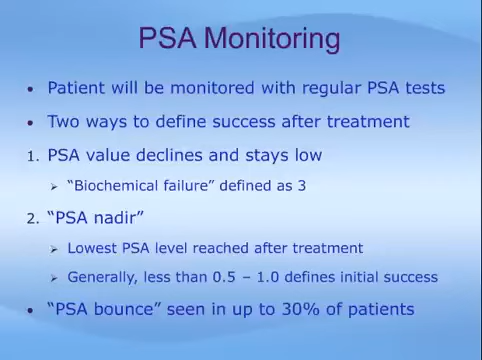 PSA Monitoring
• Patient will be monitored with regular PSA tests
• Two ways to define success after treatment
1. PSA value declines and stays low
➢ “Biochemical failure” defined as 3
2. “PSA nadir”
➢ Lowest PSA level reached after treatment
➢ Generally, less than 0.5 – 1.0 defines initial success
• “PSA bounce” seen in up to 30% of patients